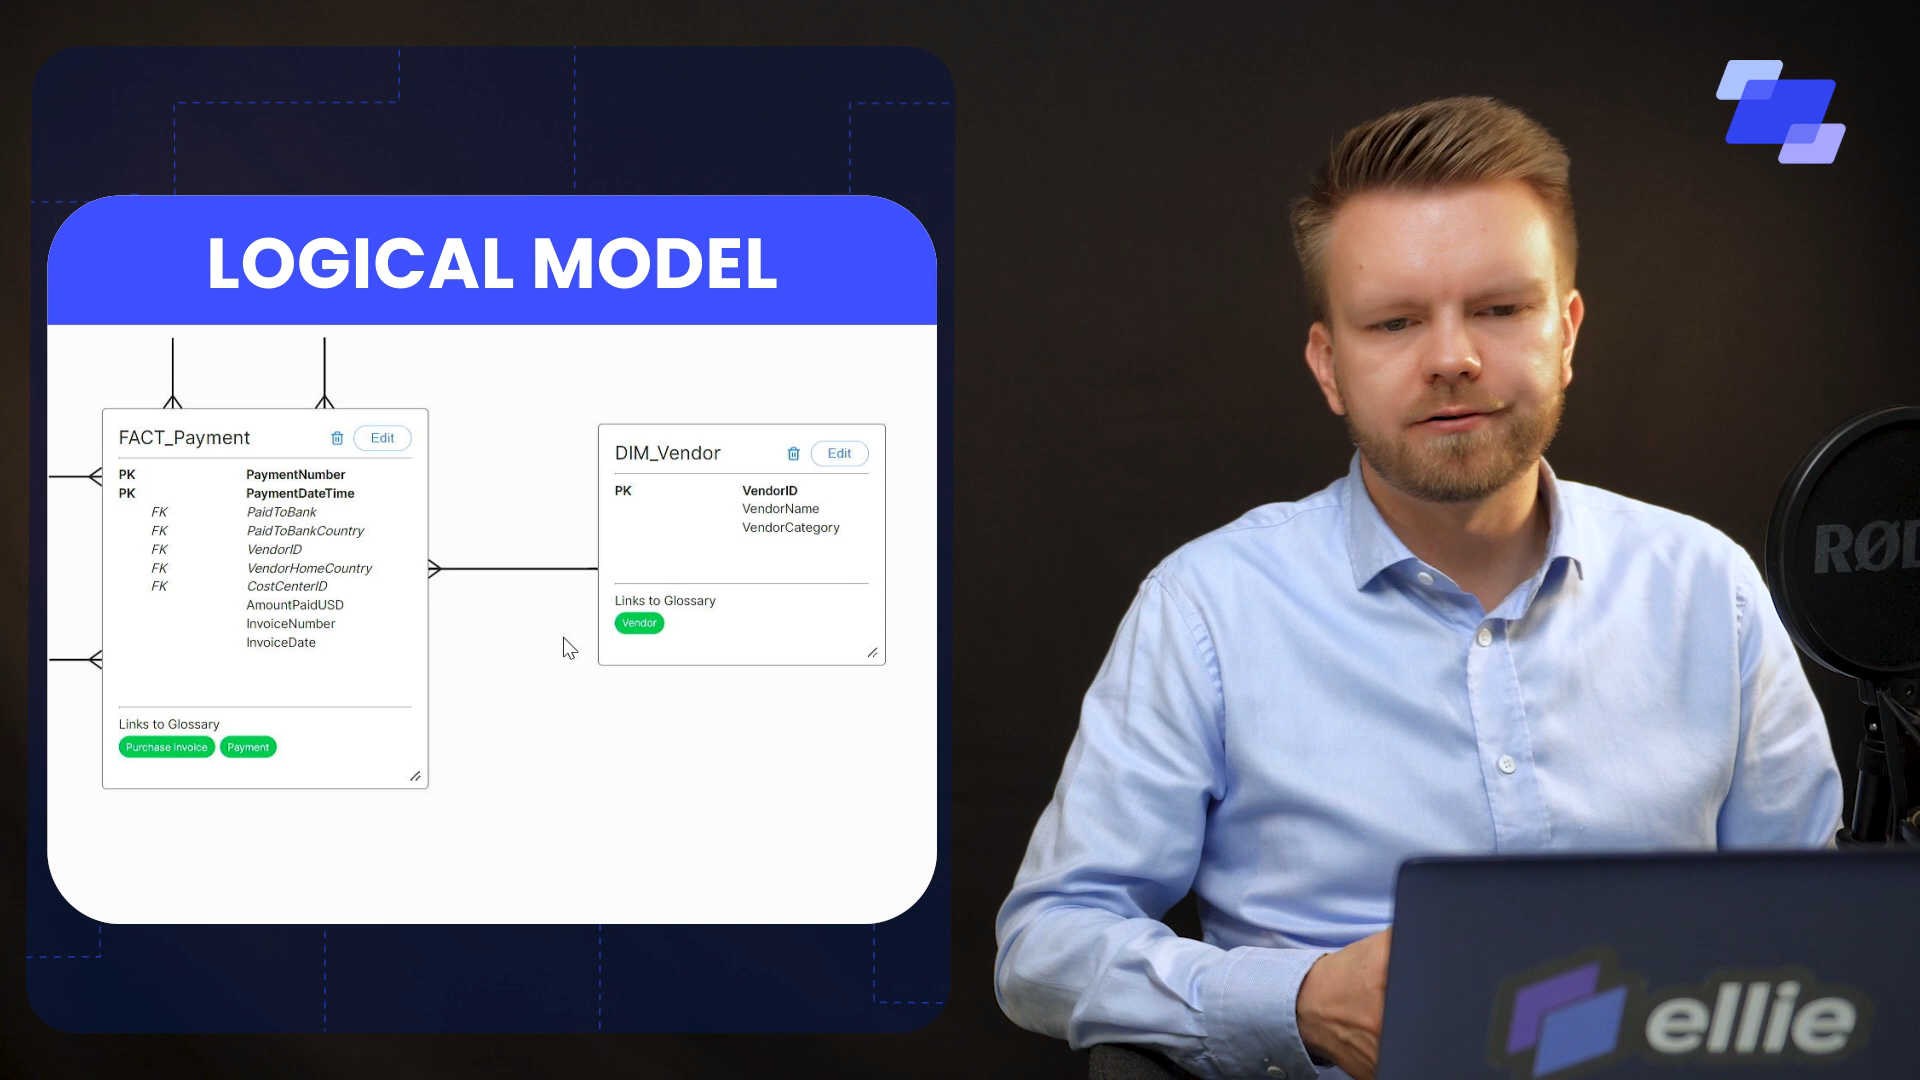 LOGICAL MODEL
FACT_Payment Edit
PK PaymentNumber
PK PaymentDateTime
FK PaidToBank
FK PaidToBankCountry
FK VendorID
FK VendorHomeCountry
FK CostCenterID
AmountPaidUSD
InvoiceNumber
InvoiceDate
Links to Glossary
Purchase Invoice Payment
DIM_Vendor Edit
PK VendorID
VendorName
VendorCategory
Links to Glossary
Vendor
RØD
ellie